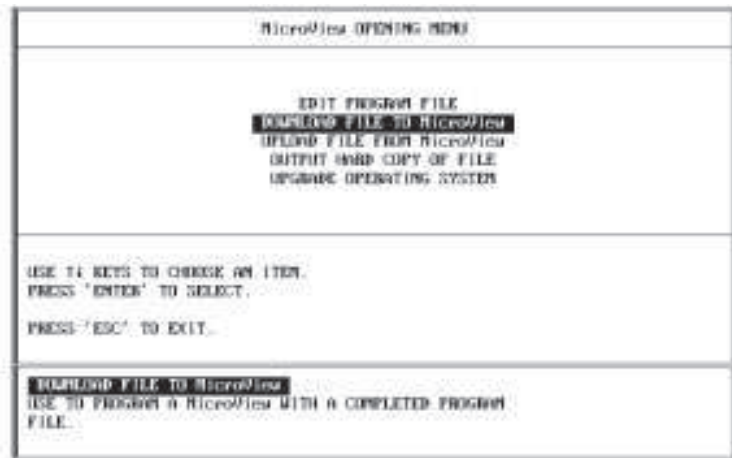 MicroView OPENING MENU
EDIT PROGRAM FILE
DOWNLOAD FILE TO MicroView
UPLOAD FILE FROM MicroView
OUTPUT HARD COPY OF FILE
UPGRADE OPERATING SYSTEM
USE ↑↓ KEYS TO CHOOSE AN ITEM.
PRESS 'ENTER' TO SELECT.
PRESS 'ESC' TO EXIT.
DOWNLOAD FILE TO MicroView
USE TO PROGRAM A MicroView WITH A COMPLETED PROGRAM
FILE.